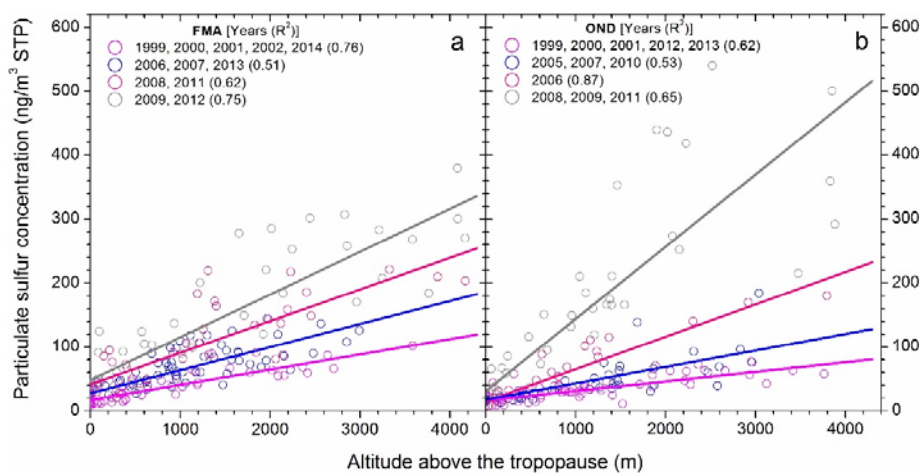 FMA [Years (R²)]
1999, 2000, 2001, 2002, 2014 (0.76)
2006, 2007, 2013 (0.51)
2008, 2011 (0.62)
2009, 2012 (0.75)
a
OND [Years (R²)]
1999, 2000, 2001, 2012, 2013 (0.62)
2005, 2007, 2010 (0.53)
2006 (0.87)
2008, 2009, 2011 (0.65)
b
Particulate sulfur concentration (ng/m³ STP)
600
500
400
300
200
100
0
600
500
400
300
200
100
0
0 1000 2000 3000 4000
0 1000 2000 3000 4000
Altitude above the tropopause (m)